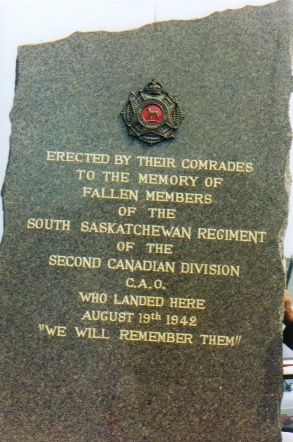 ERECTED BY THEIR COMRADES
TO THE MEMORY OF
FALLEN MEMBERS
OF THE
SOUTH SASKATCHEWAN REGIMENT
OF THE
SECOND CANADIAN DIVISION
C.A.O.
WHO LANDED HERE
AUGUST 19th 1942
"WE WILL REMEMBER THEM"